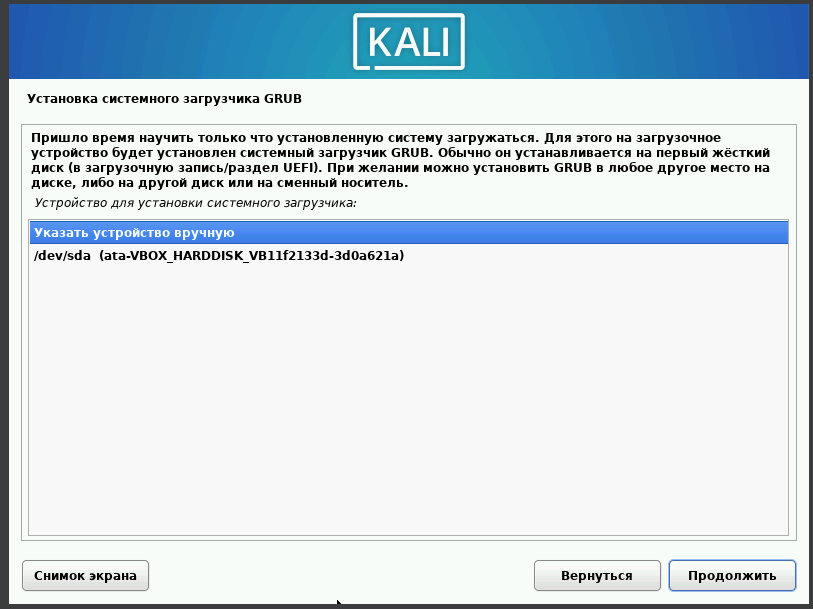 KALI
Установка системного загрузчика GRUB
Пришло время научить только что установленную систему загружаться. Для этого на загрузочное
устройство будет установлен системный загрузчик GRUB. Обычно он устанавливается на первый жёсткий
диск (в загрузочную запись/раздел UEFI). При желании можно установить GRUB в любое другое место на
диске, либо на другой диск или на сменный носитель.
Устройство для установки системного загрузчика:
Указать устройство вручную
/dev/sda  (ata-VBOX_HARDDISK_VB11f2133d-3d0a621a)
Снимок экрана
Вернуться
Продолжить